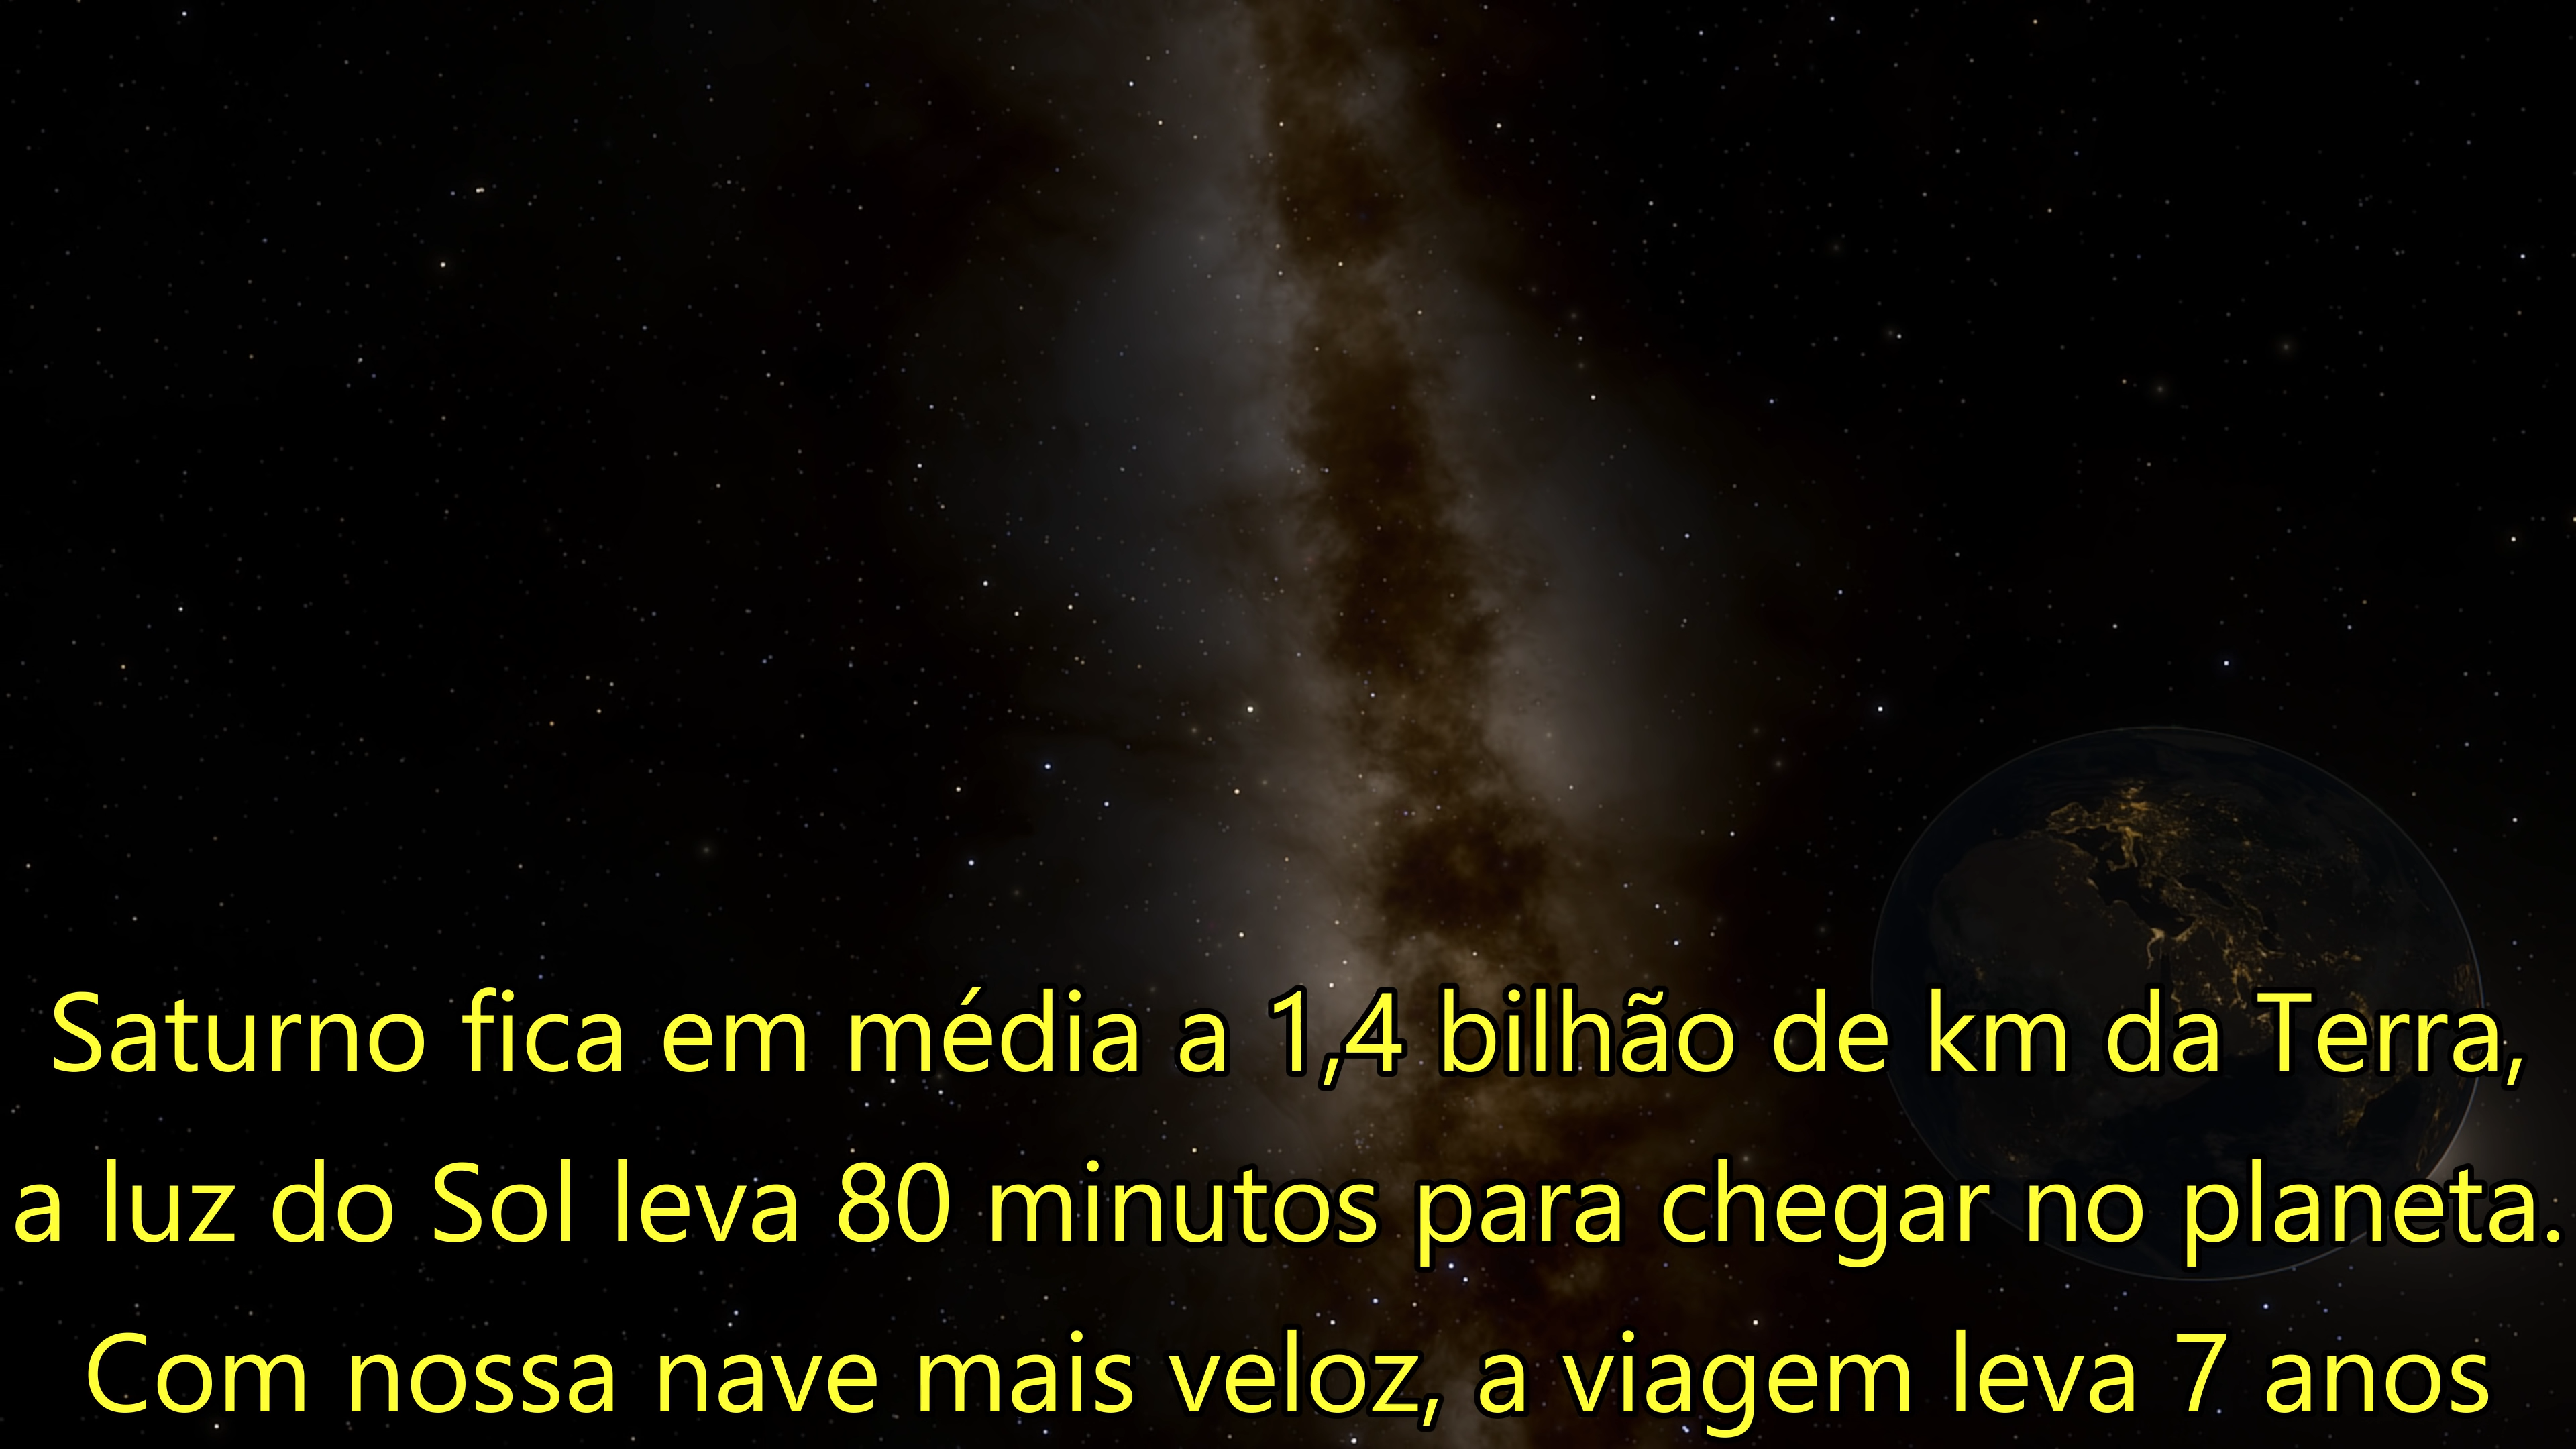 Saturno fica em média a 1,4 bilhão de km da Terra,
a luz do Sol leva 80 minutos para chegar no planeta.
Com nossa nave mais veloz, a viagem leva 7 anos